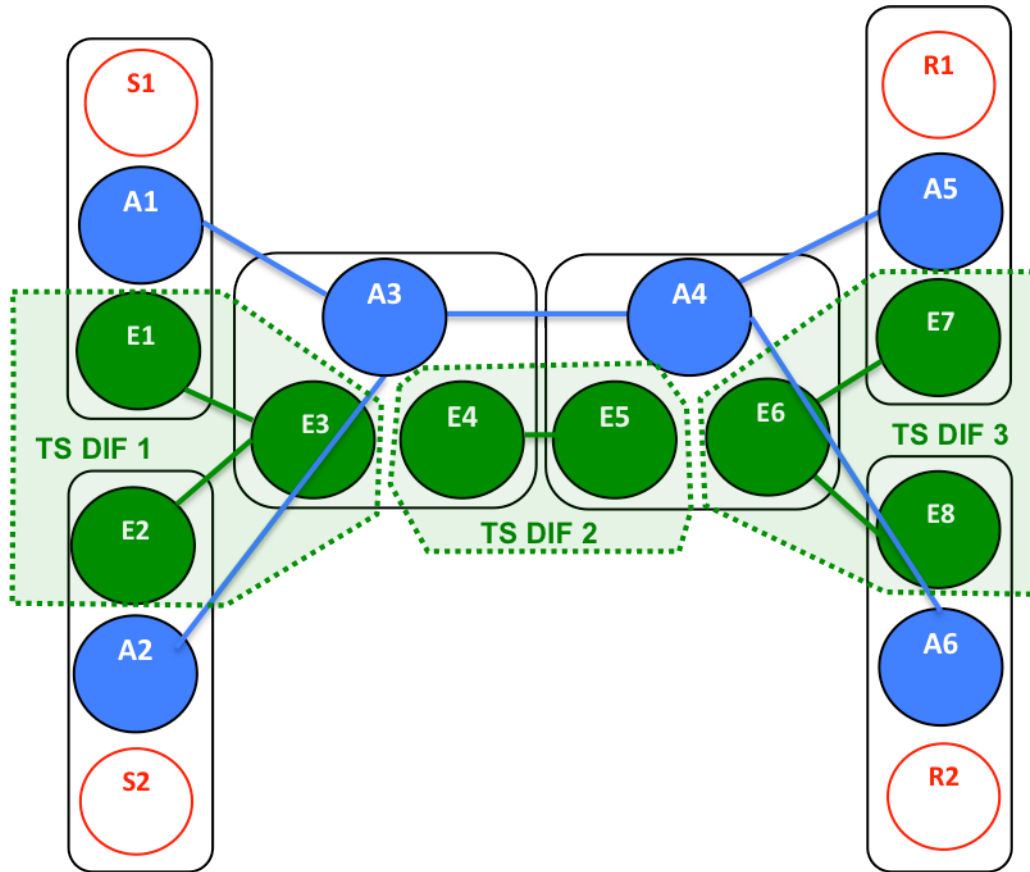 S1
R1
A1
A5
A3
A4
E1
E7
E3
E4
E5
E6
TS DIF 1
TS DIF 3
E2
TS DIF 2
E8
A2
A6
S2
R2